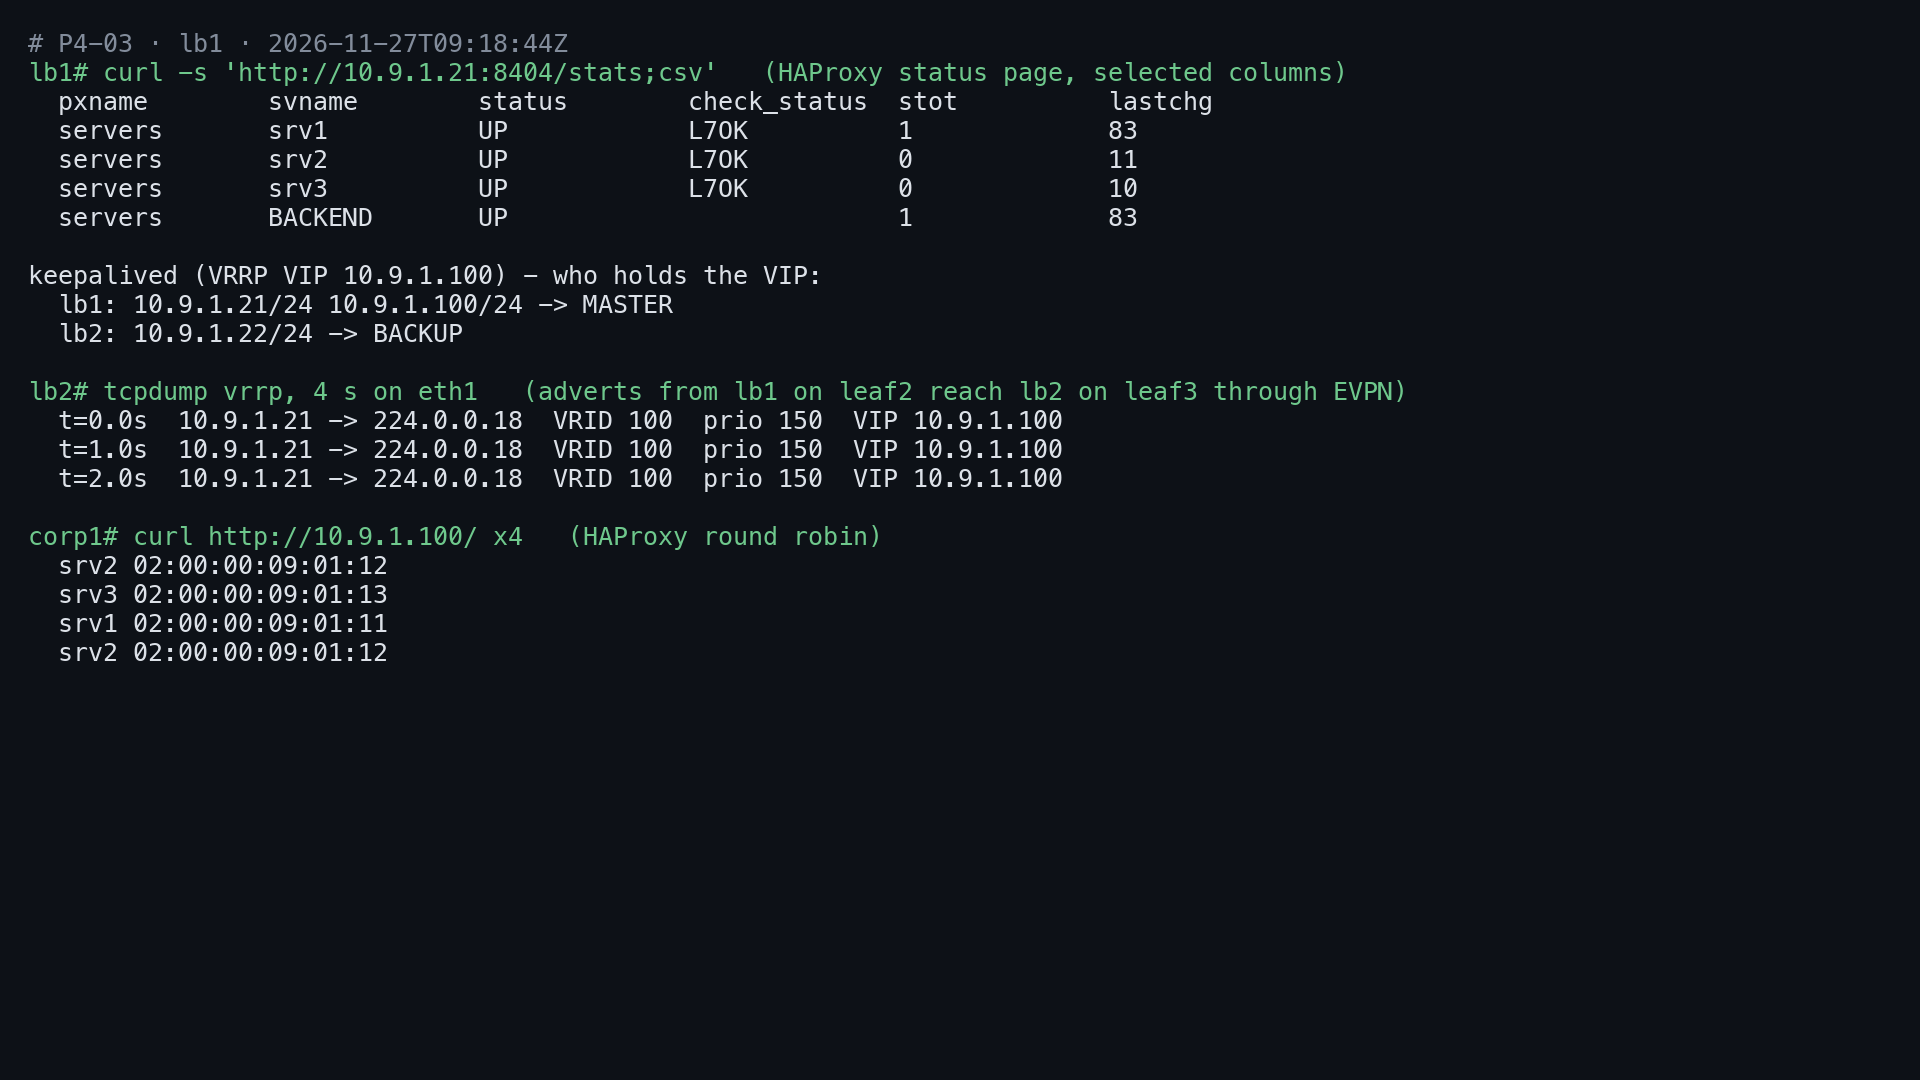 # P4-03 · lb1 · 2026-11-27T09:18:44Z
lb1# curl -s 'http://10.9.1.21:8404/stats;csv'   (HAProxy status page, selected columns)
  pxname        svname        status        check_status  stot          lastchg
  servers       srv1          UP            L7OK          1             83
  servers       srv2          UP            L7OK          0             11
  servers       srv3          UP            L7OK          0             10
  servers       BACKEND       UP                          1             83
keepalived (VRRP VIP 10.9.1.100) - who holds the VIP:
  lb1: 10.9.1.21/24 10.9.1.100/24 -> MASTER
  lb2: 10.9.1.22/24 -> BACKUP
lb2# tcpdump vrrp, 4 s on eth1   (adverts from lb1 on leaf2 reach lb2 on leaf3 through EVPN)
  t=0.0s  10.9.1.21 -> 224.0.0.18  VRID 100  prio 150  VIP 10.9.1.100
  t=1.0s  10.9.1.21 -> 224.0.0.18  VRID 100  prio 150  VIP 10.9.1.100
  t=2.0s  10.9.1.21 -> 224.0.0.18  VRID 100  prio 150  VIP 10.9.1.100
corp1# curl http://10.9.1.100/ x4   (HAProxy round robin)
  srv2 02:00:00:09:01:12
  srv3 02:00:00:09:01:13
  srv1 02:00:00:09:01:11
  srv2 02:00:00:09:01:12